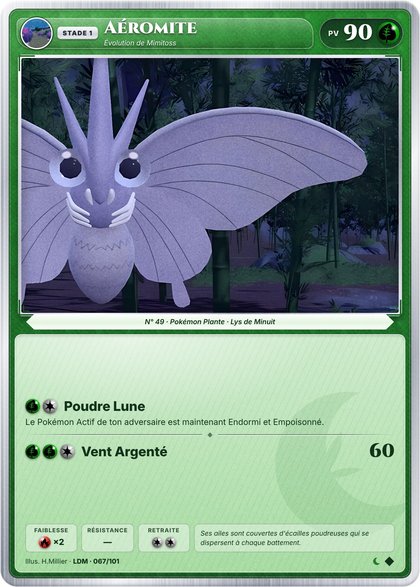 STADE 1
AÉROMITE
Évolution de Mimitoss
PV 90
N° 49 · Pokémon Plante · Lys de Minuit
Poudre Lune
Le Pokémon Actif de ton adversaire est maintenant Endormi et Empoisonné.
Vent Argenté 60
FAIBLESSE RÉSISTANCE RETRAITE
×2 —
Ses ailes sont couvertes d'écailles poudreuses qui se
dispersent à chaque battement.
Illus. H.Millier · LDM · 067/101